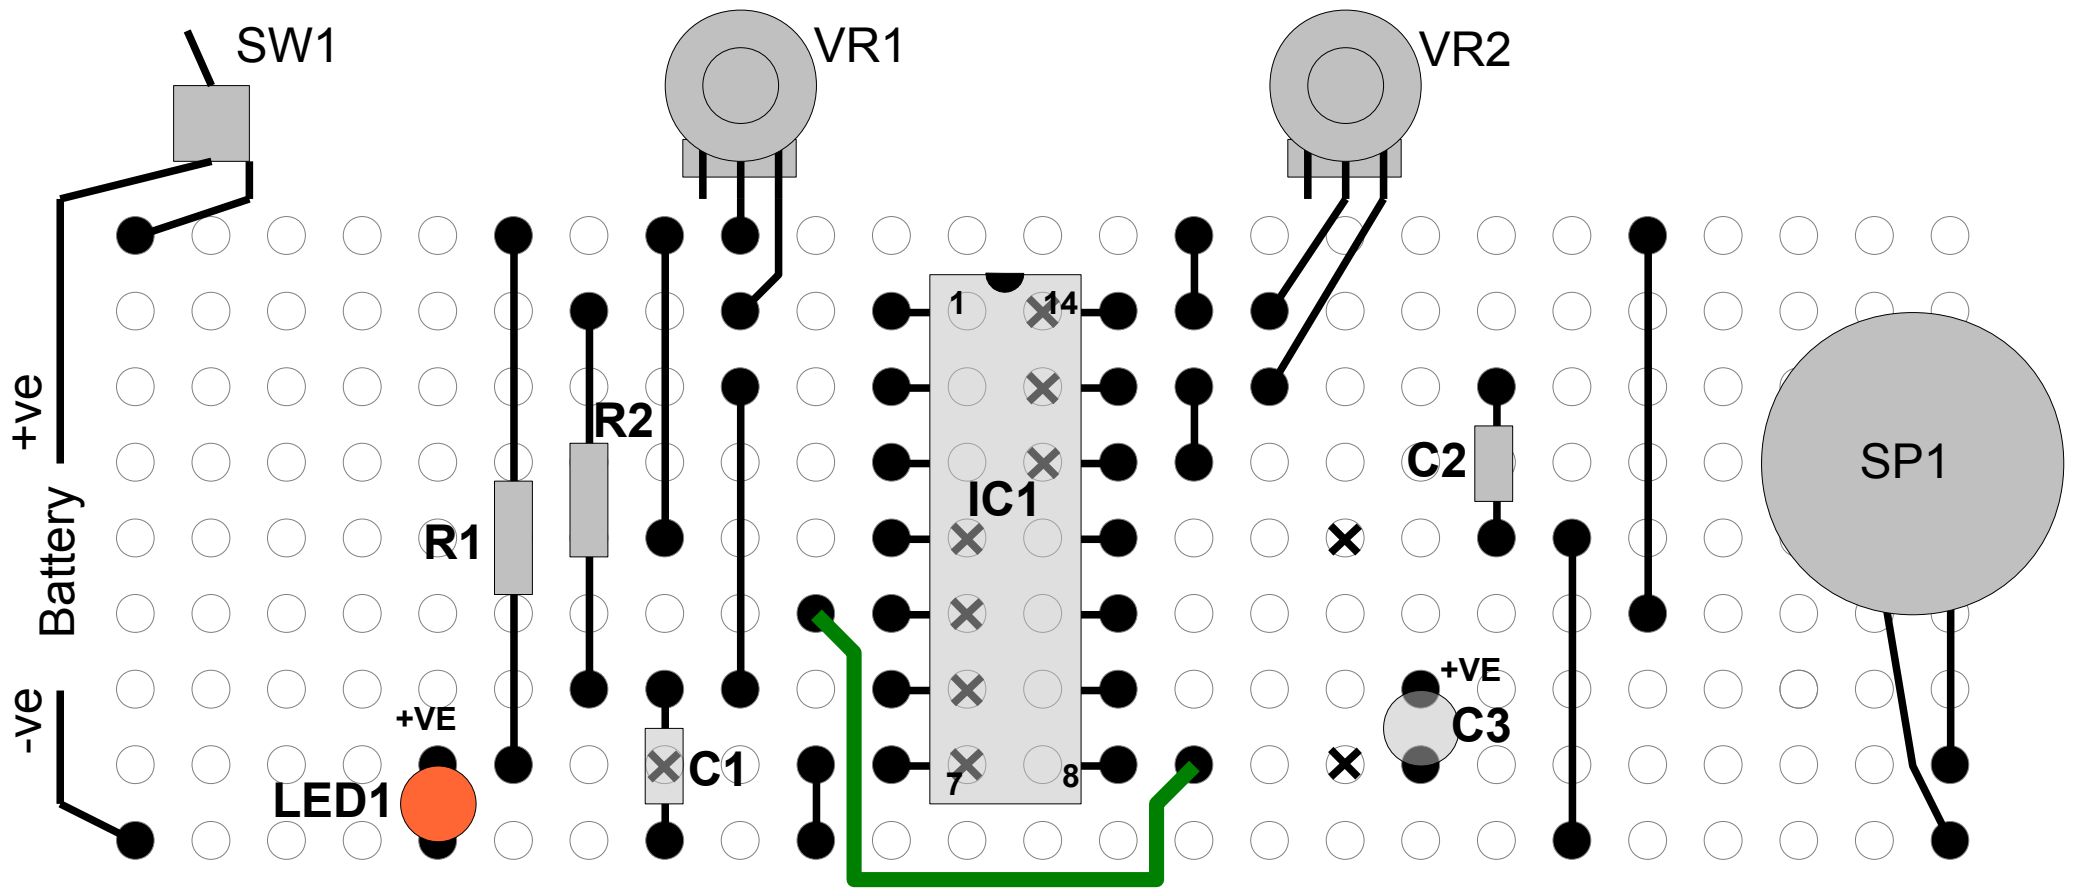 SW1
VR1
VR2
+ve
Battery
-ve
1
14
R2
R1
IC1
C2
SP1
+VE
LED1
C1
7
8
+VE
C3